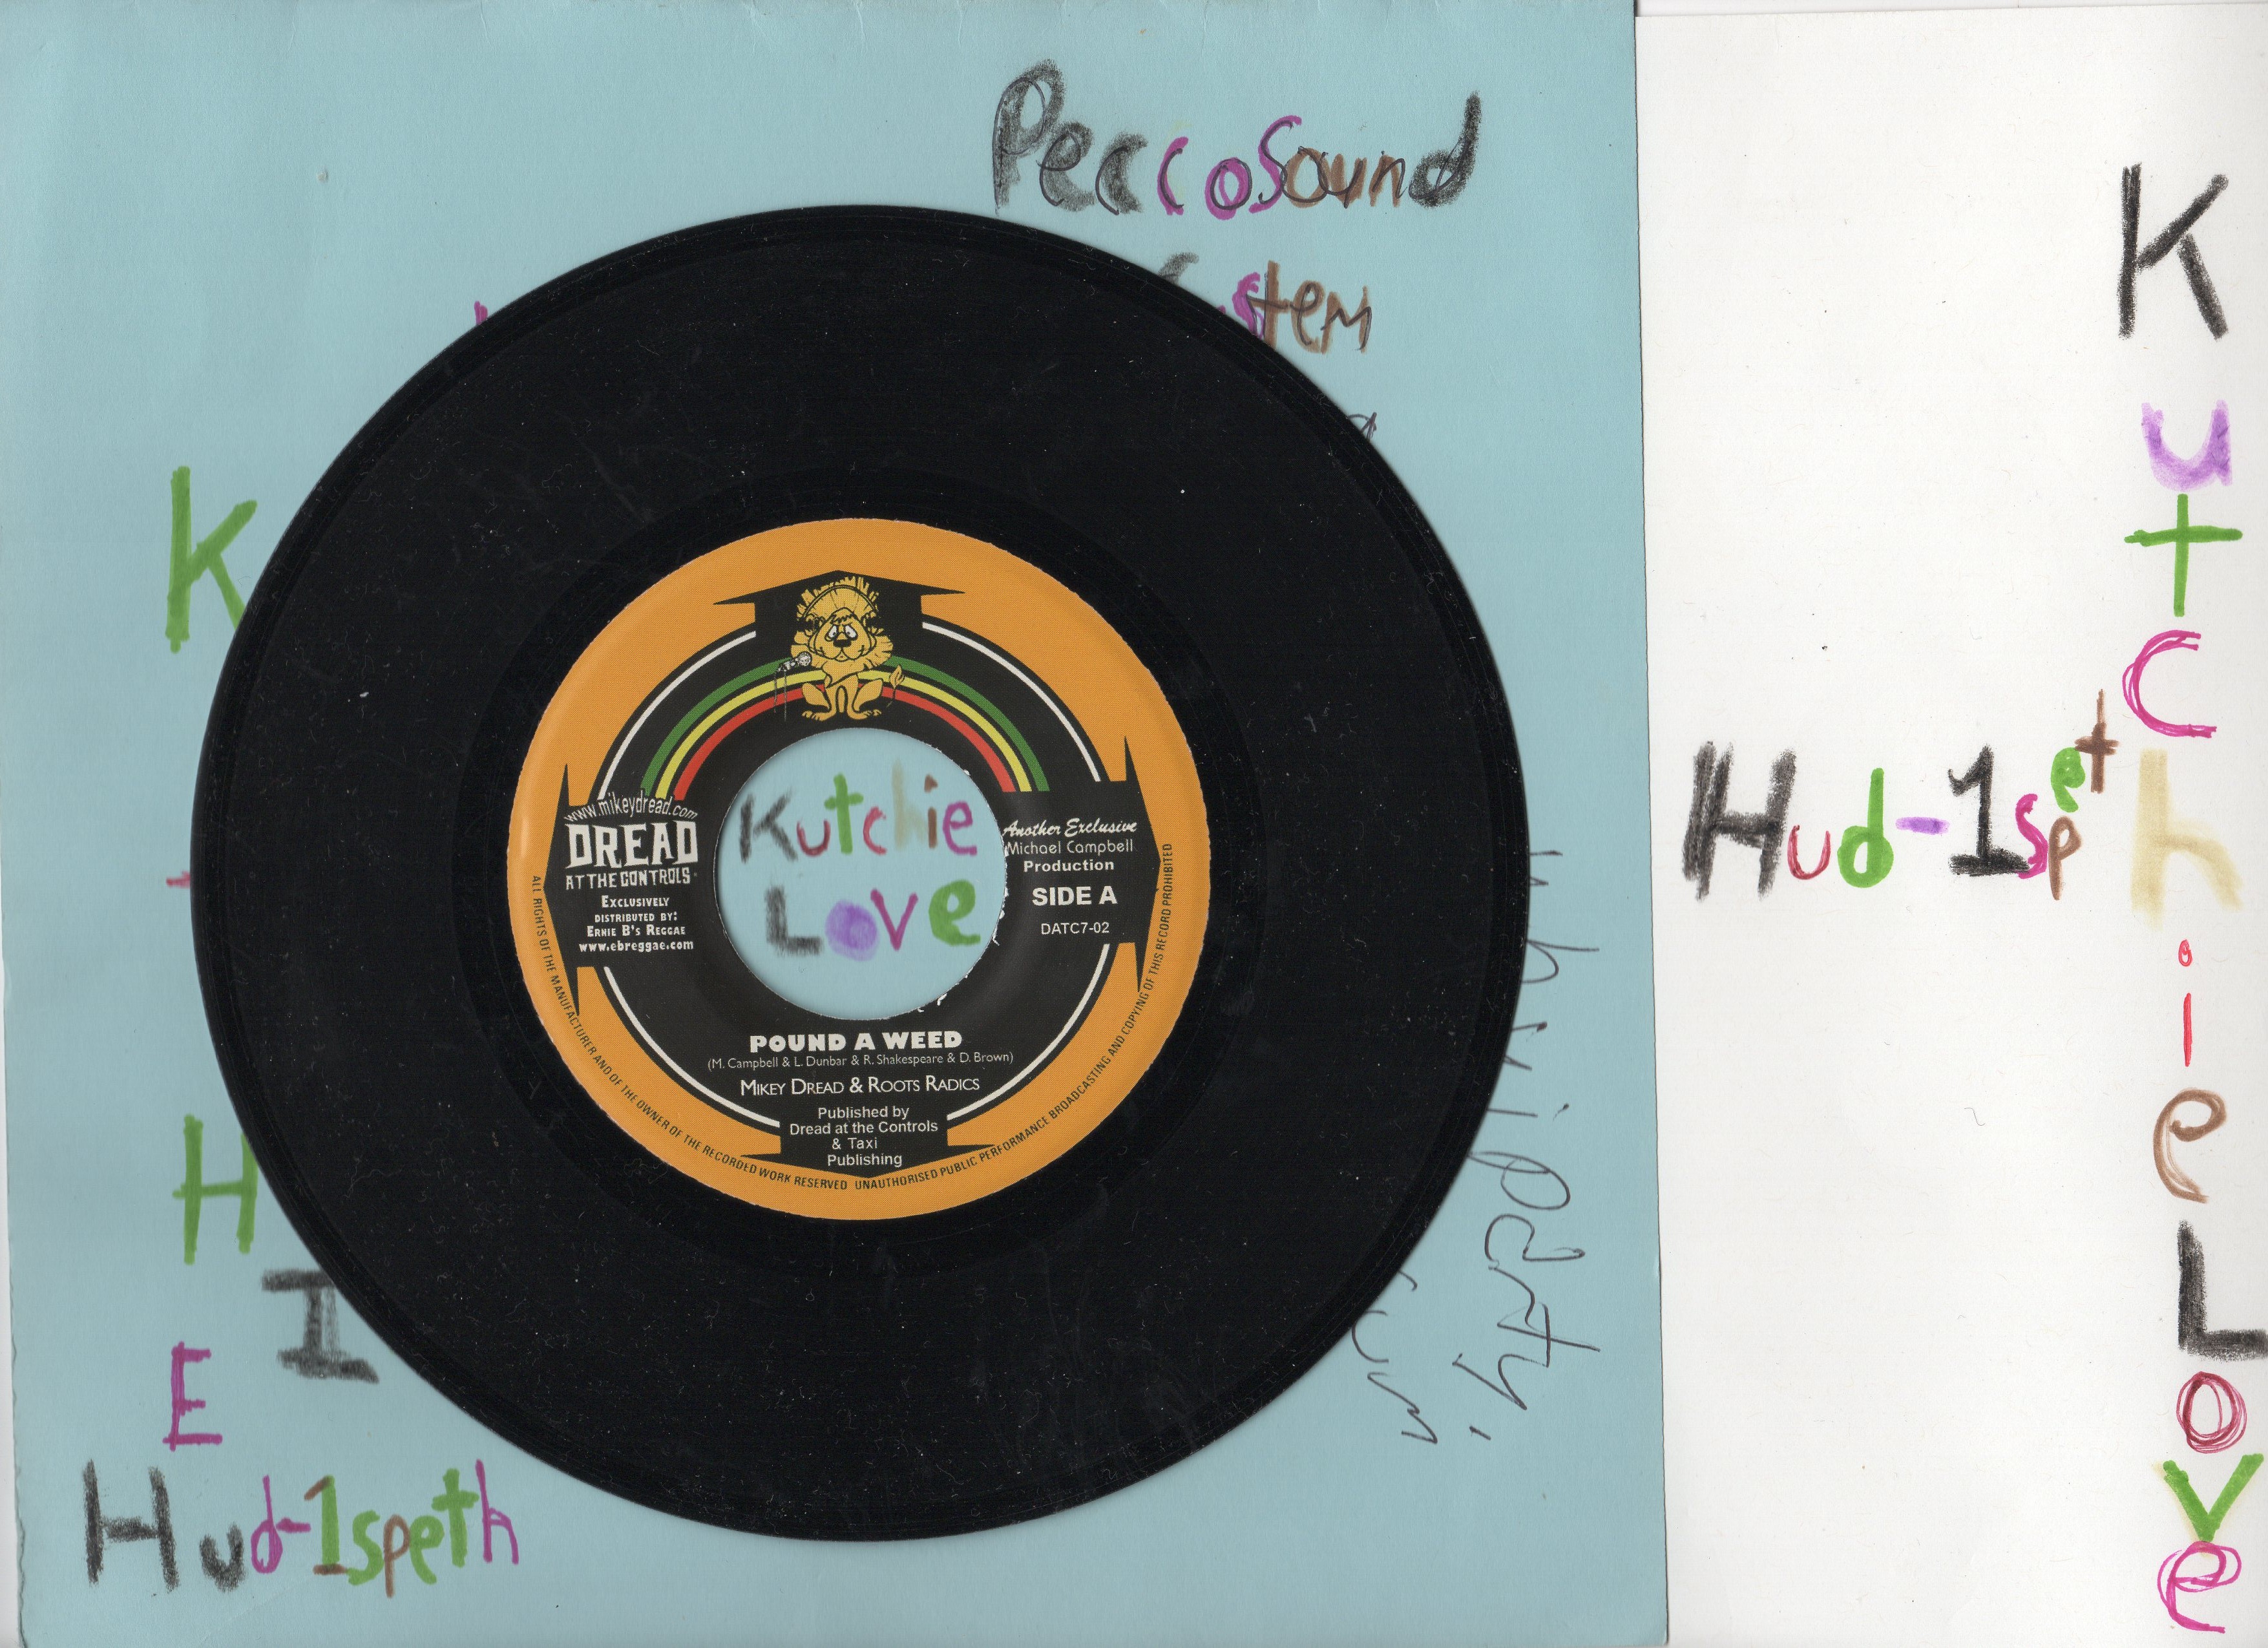 PeccoSound
stem
K
H
I
E
Hud-1speth
www.mikeydread.com
DREAD
AT THE CONTROLS
EXCLUSIVELY
DISTRIBUTED BY:
ERNIE B'S REGGAE
www.ebreggae.com
Kutchie
Love
Another Exclusive
Michael Campbell
Production
SIDE A
DATC7-02
POUND A WEED
(M. Campbell & L. Dunbar & R. Shakespeare & D. Brown)
MIKEY DREAD & ROOTS RADICS
Published by
Dread at the Controls
& Taxi
Publishing
ALL RIGHTS OF THE MANUFACTURER AND OF THE OWNER OF THE RECORDED WORK RESERVED UNAUTHORISED PUBLIC PERFORMANCE BROADCASTING AND COPYING OF THIS RECORD PROHIBITED
Hud-1spet
KutchieLove